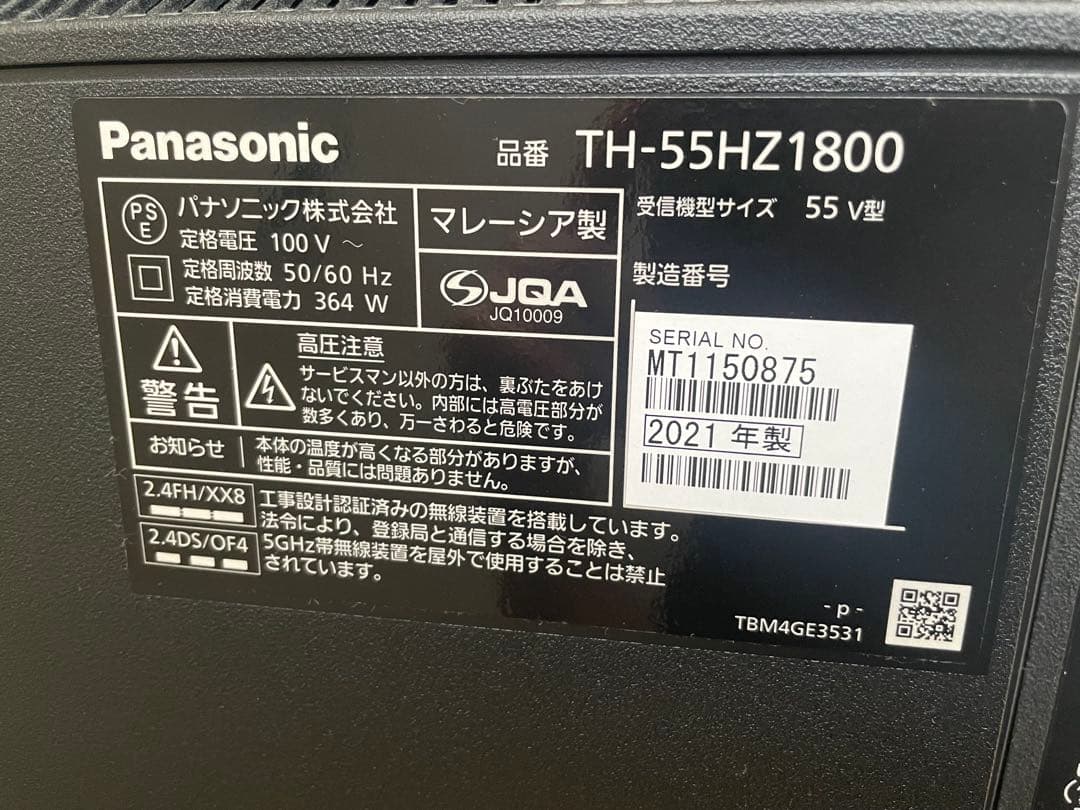 Panasonic
品番 TH-55HZ1800
PS
E
パナソニック株式会社
定格電圧 100 V ～
定格周波数 50/60 Hz
定格消費電力 364 W
マレーシア製
JQA
JQ10009
受信機型サイズ 55 V型
製造番号
SERIAL NO.
MT1150875
2021 年製
警告
高圧注意
サービスマン以外の方は、裏ぶたをあけ
ないでください。内部には高電圧部分が
数多くあり、万一さわると危険です。
お知らせ
本体の温度が高くなる部分がありますが、
性能・品質には問題ありません。
2.4FH/XX8
2.4DS/OF4
工事設計認証済みの無線装置を搭載しています。
法令により、登録局と通信する場合を除き、
5GHz帯無線装置を屋外で使用することは禁止
されています。
- p -
TBM4GE3531